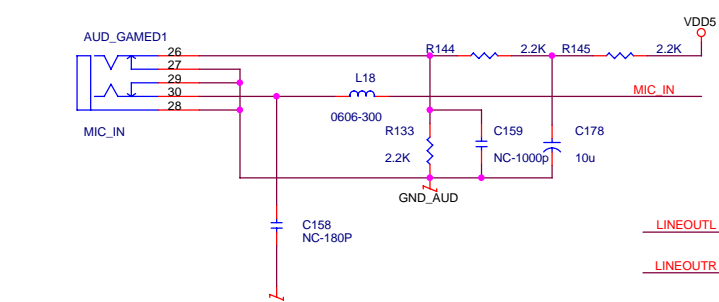 VDD5
AUD_GAMED1
26
R144
2.2K
R145
2.2K
27
29
L18
30
MIC_IN
28
0606-300
MIC_IN
R133
C159
C178
2.2K
NC-1000p
10u
GND_AUD
C158
NC-180P
LINEOUTL
LINEOUTR